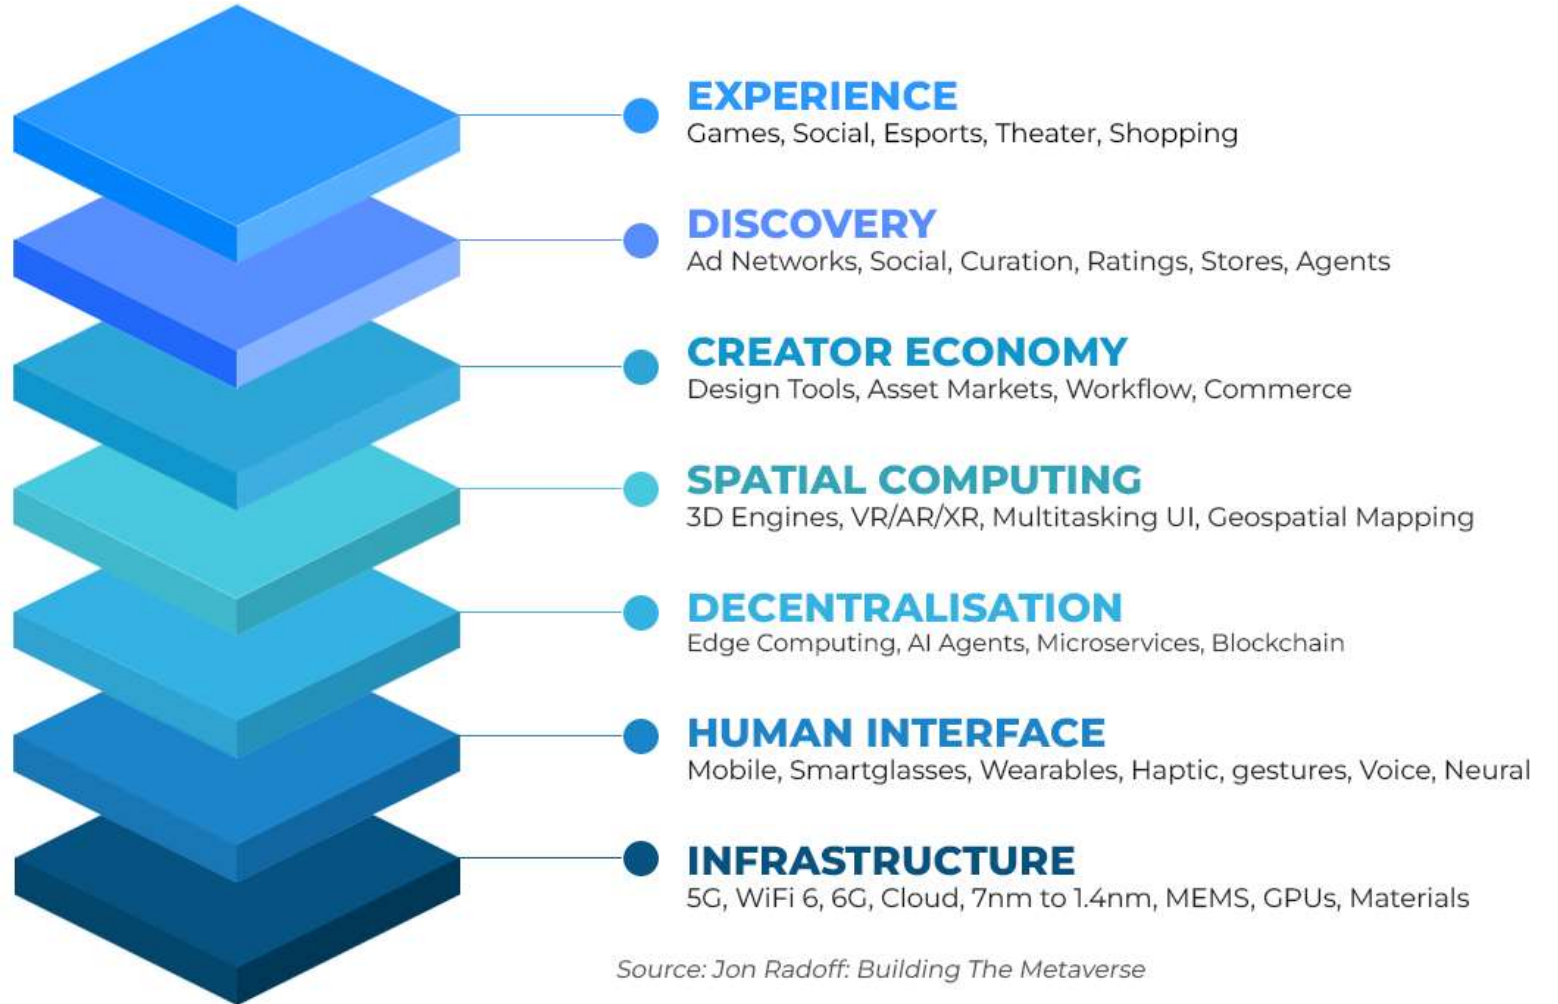 EXPERIENCE
Games, Social, Esports, Theater, Shopping
DISCOVERY
Ad Networks, Social, Curation, Ratings, Stores, Agents
CREATOR ECONOMY
Design Tools, Asset Markets, Workflow, Commerce
SPATIAL COMPUTING
3D Engines, VR/AR/XR, Multitasking UI, Geospatial Mapping
DECENTRALISATION
Edge Computing, AI Agents, Microservices, Blockchain
HUMAN INTERFACE
Mobile, Smartglasses, Wearables, Haptic, gestures, Voice, Neural
INFRASTRUCTURE
5G, WiFi 6, 6G, Cloud, 7nm to 1.4nm, MEMS, GPUs, Materials
Source: Jon Radoff: Building The Metaverse